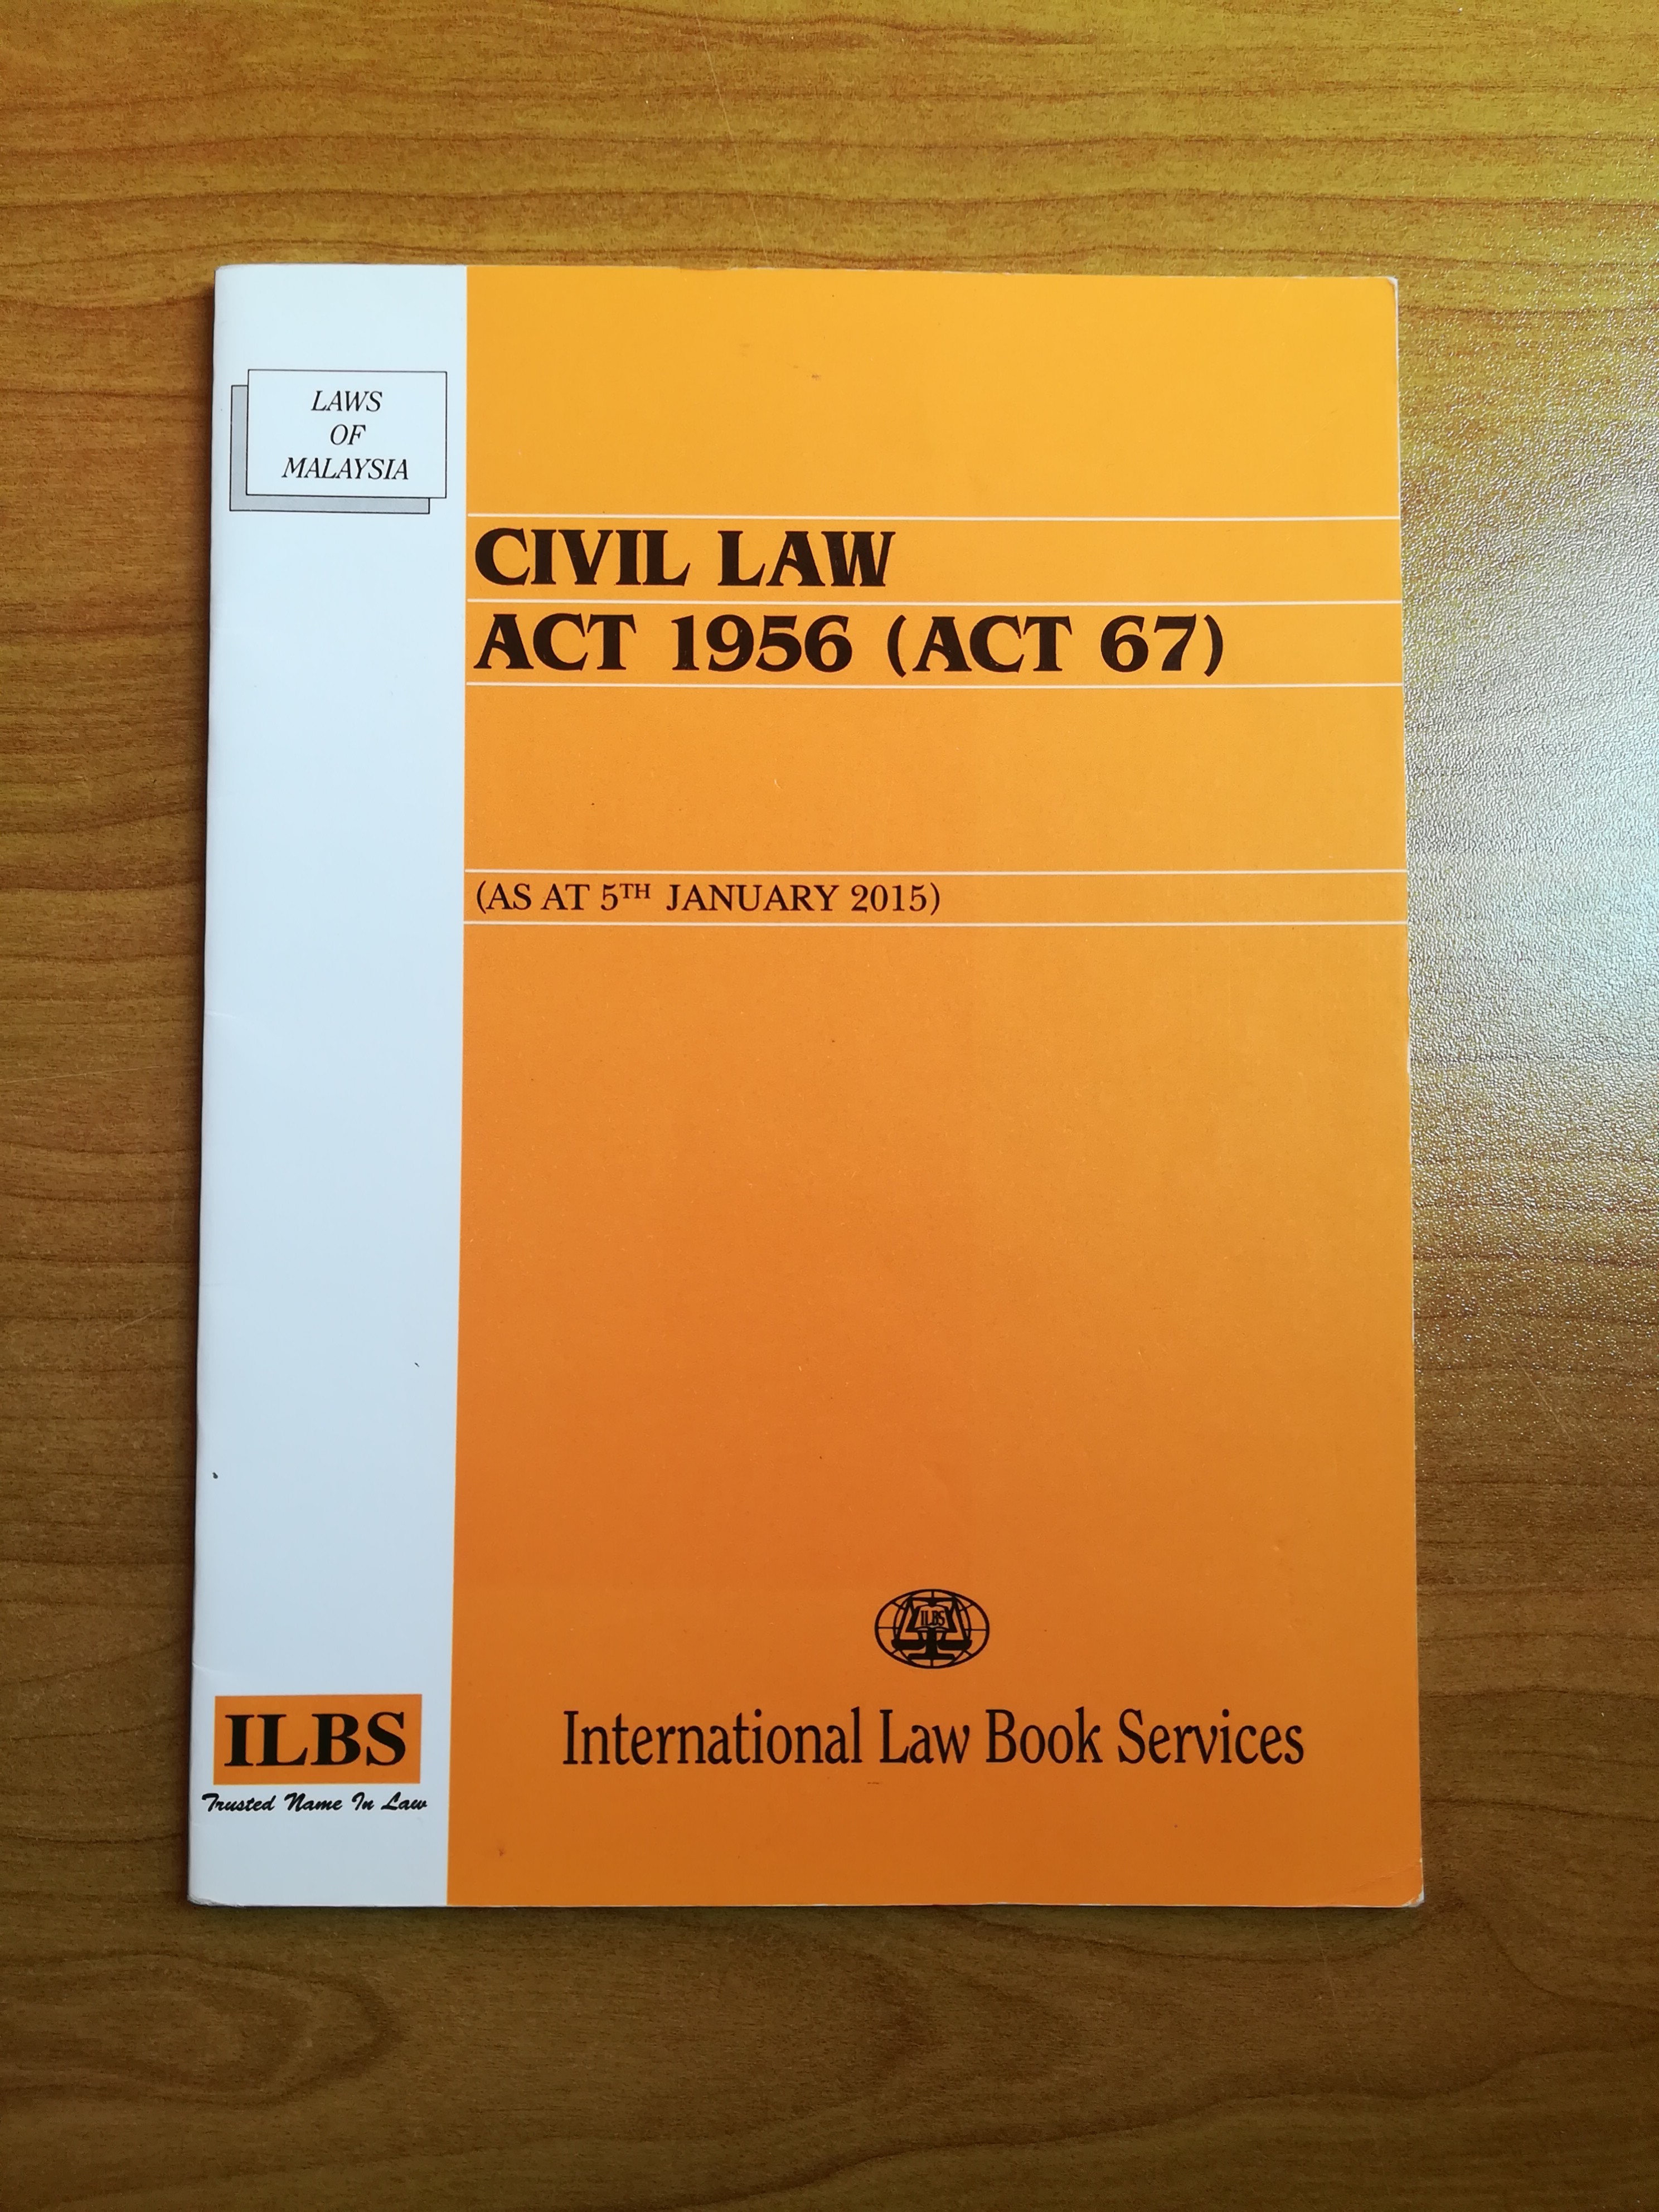 LAWS
OF
MALAYSIA
CIVIL LAW
ACT 1956 (ACT 67)
(AS AT 5TH JANUARY 2015)
ILBS
International Law Book Services
ILBS
Trusted Name In Law